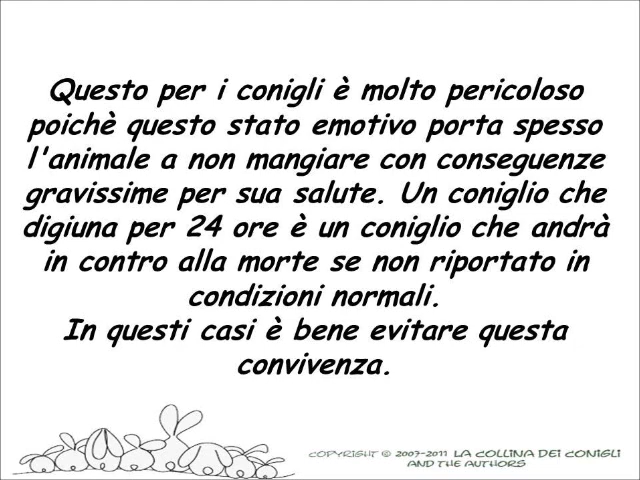 Questo per i conigli è molto pericoloso
poichè questo stato emotivo porta spesso
l'animale a non mangiare con conseguenze
gravissime per sua salute. Un coniglio che
digiuna per 24 ore è un coniglio che andrà
in contro alla morte se non riportato in
condizioni normali.
In questi casi è bene evitare questa
convivenza.
COPYRIGHT © 2007-2011 LA COLLINA DEI CONIGLI
AND THE AUTHORS